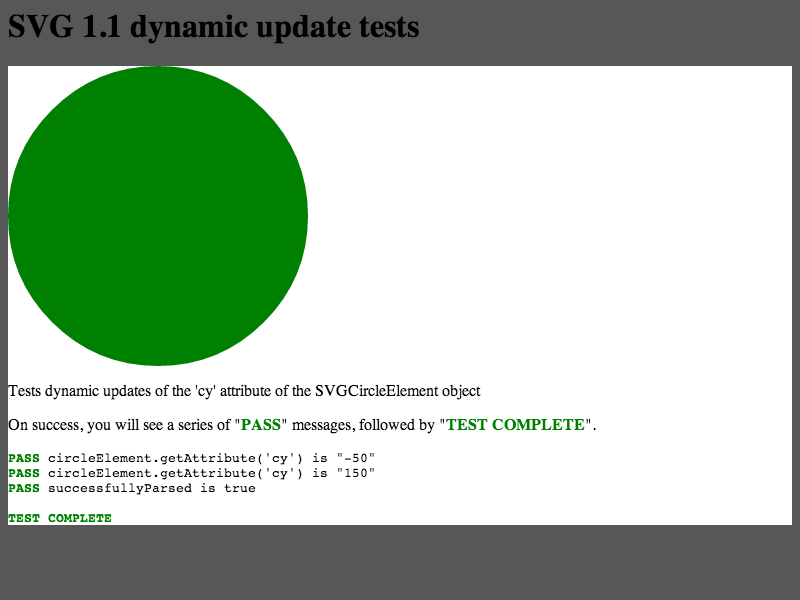 SVG 1.1 dynamic update tests
Tests dynamic updates of the 'cy' attribute of the SVGCircleElement object
On success, you will see a series of "PASS" messages, followed by "TEST COMPLETE".
PASS circleElement.getAttribute('cy') is "-50"
PASS circleElement.getAttribute('cy') is "150"
PASS successfullyParsed is true
TEST COMPLETE